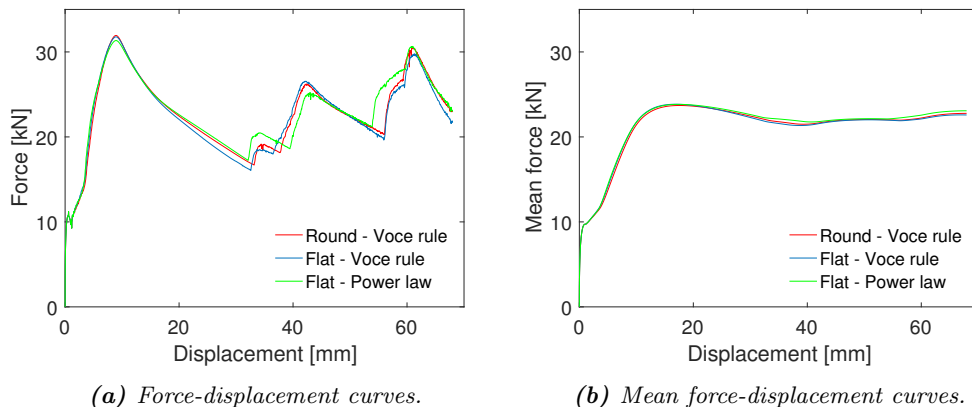 30
20
10
0
Force [kN]
0 20 40 60
Displacement [mm]
Round - Voce rule
Flat - Voce rule
Flat - Power law
(a) Force-displacement curves.
30
20
10
0
Mean force [kN]
0 20 40 60
Displacement [mm]
Round - Voce rule
Flat - Voce rule
Flat - Power law
(b) Mean force-displacement curves.